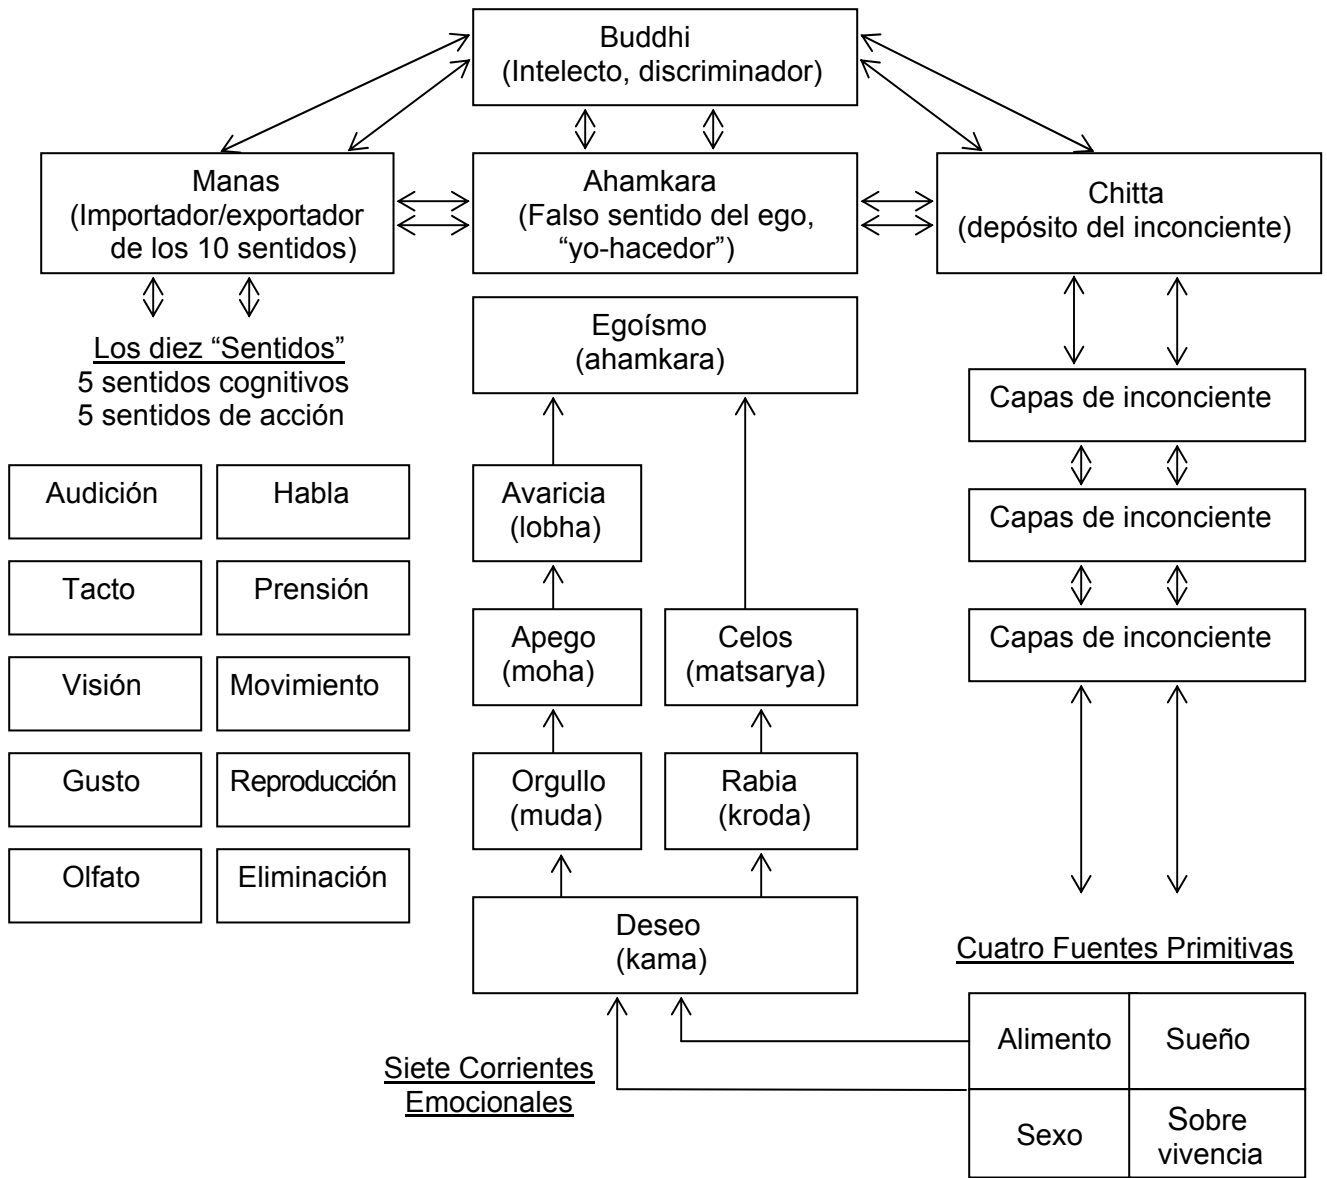 Buddhi
(Intelecto, discriminador)
Manas
(Importador/exportador
de los 10 sentidos)
Ahamkara
(Falso sentido del ego,
“yo-hacedor”)
Chitta
(depósito del inconciente)
Los diez “Sentidos”
5 sentidos cognitivos
5 sentidos de acción
Audición
Habla
Tacto
Prensión
Visión
Movimiento
Gusto
Reproducción
Olfato
Eliminación
Egoísmo
(ahamkara)
Avaricia
(lobha)
Apego
(moha)
Celos
(matsarya)
Orgullo
(muda)
Rabia
(kroda)
Deseo
(kama)
Siete Corrientes
Emocionales
Capas de inconciente
Capas de inconciente
Capas de inconciente
Cuatro Fuentes Primitivas
Alimento
Sueño
Sexo
Sobre
vivencia